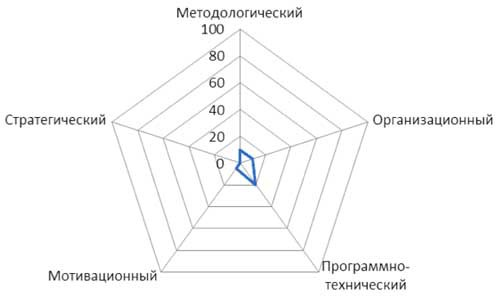 Методологический
100
80
60
40
20
0
Стратегический
Организационный
Мотивационный
Программно-
технический